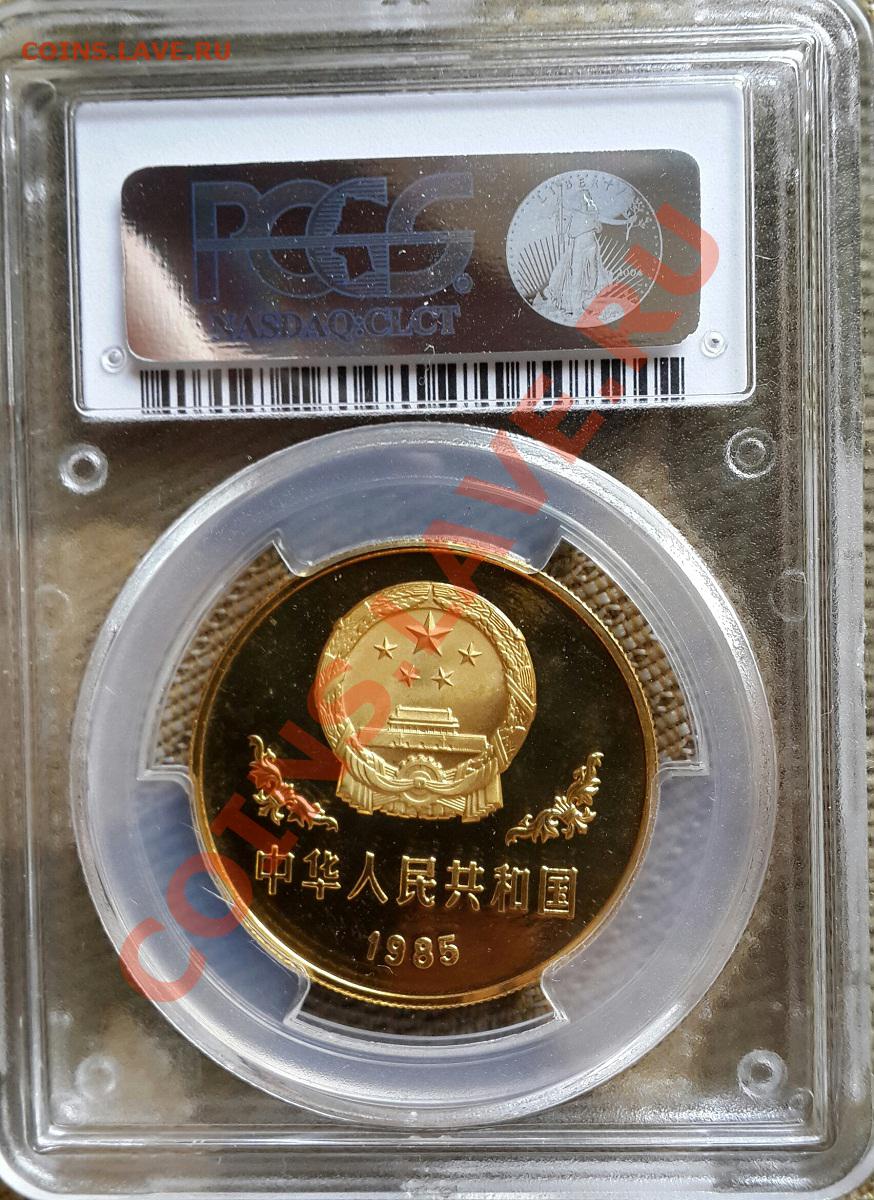 COINS.LAVE.RU
PCGS
NASDAQ:CLCT
LIBERTY
COINS.LAVE.RU
中华人民共和国
1985